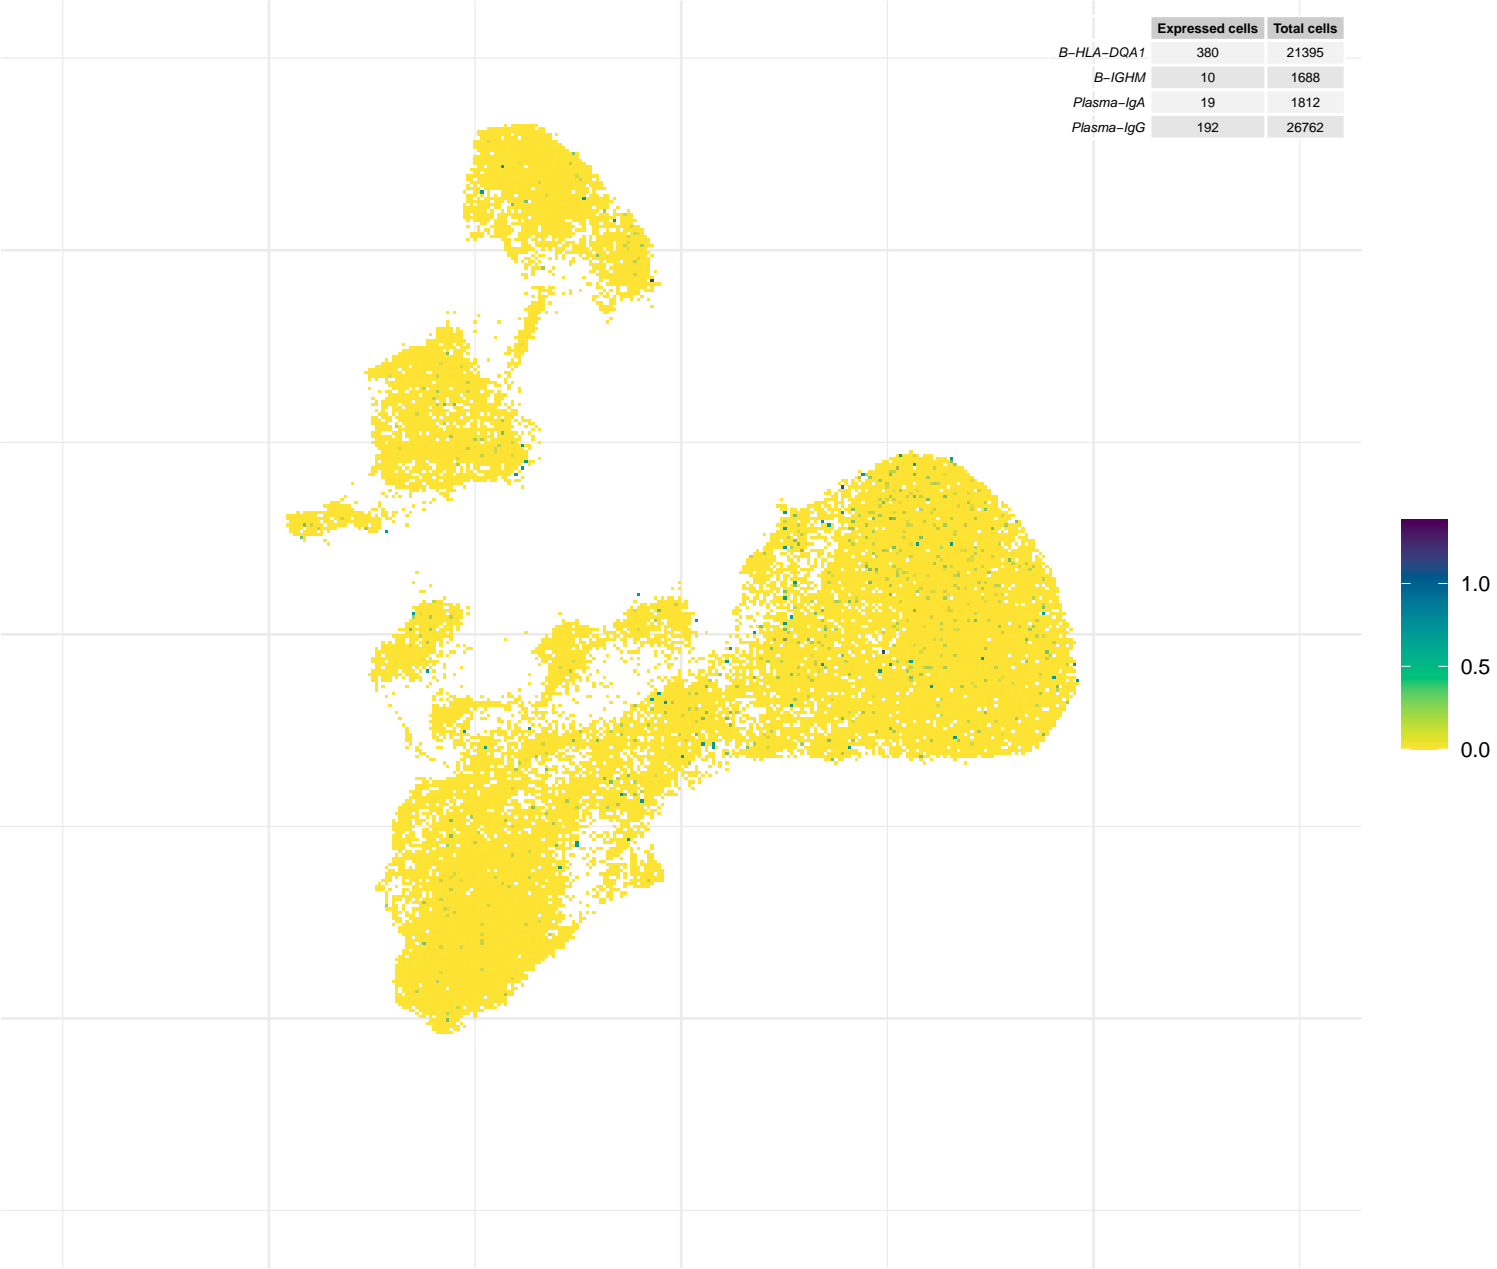 Expressed cells Total cells
B−HLA−DQA1 380 21395
B−IGHM 10 1688
Plasma−IgA 19 1812
Plasma−IgG 192 26762
1.0
0.5
0.0